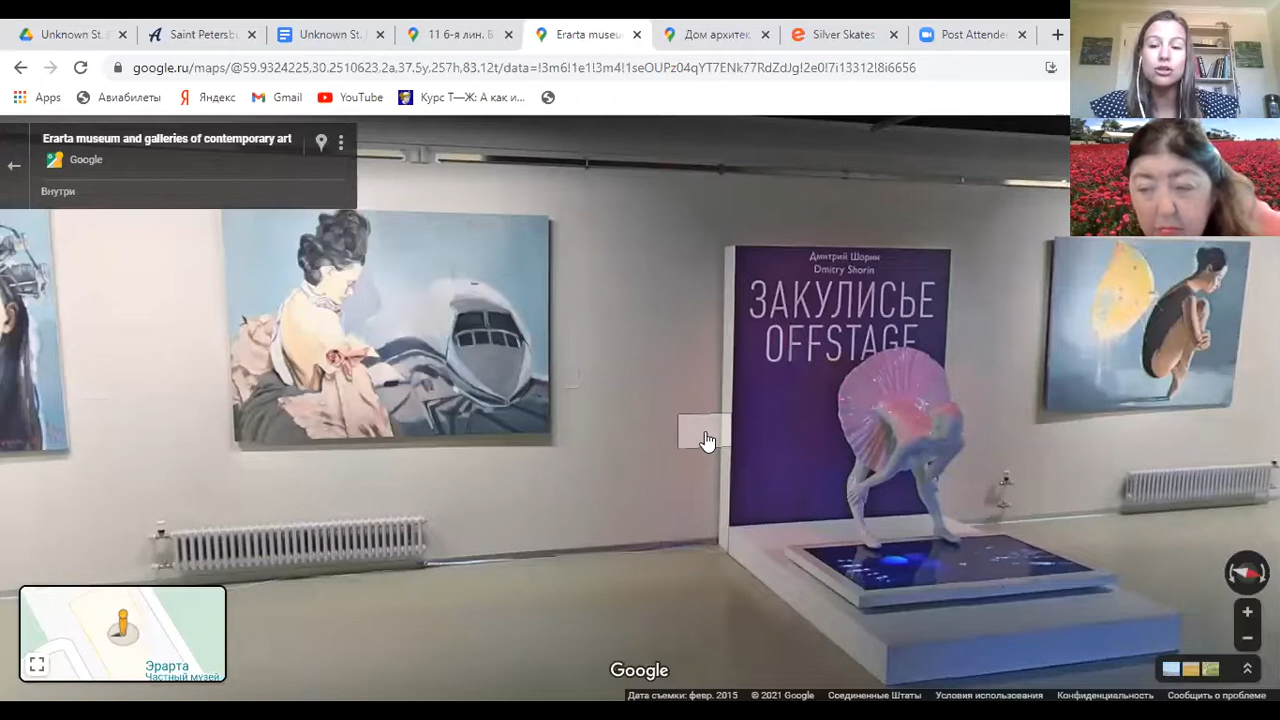 Unknown St.
Saint Petersbu
Unknown St.
11 6-я лин. В
Erarta museu
Дом архитек
Silver Skates
Post Attende
google.ru/maps/@59.9324225,30.2510623,2a,37.5y,257h,83.12t/data=!3m6!1e1!3m4!1seOUPz04qYT7ENk77RdZdJg!2e0!7i13312!8i6656
Apps
Авиабилеты
Яндекс
Gmail
YouTube
Курс Т—Ж: А как и...
Erarta museum and galleries of contemporary art
Google
Внутри
Дмитрий Шорин
Dmitry Shorin
ЗАКУЛИСЬЕ
OFFSTAGE
Эрарта
Частный музей
Google
Дата съемки: февр. 2015
© 2021 Google
Соединенные Штаты
Условия использования
Конфиденциальность
Сообщить о проблеме